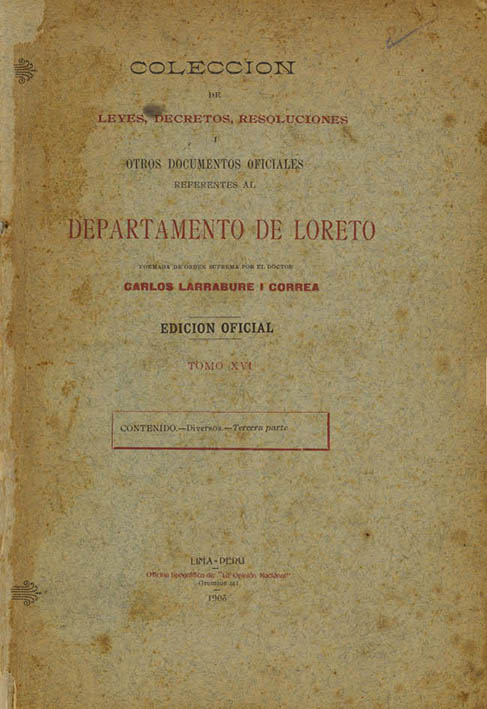 COLECCION
DE
LEYES, DECRETOS, RESOLUCIONES
I
OTROS DOCUMENTOS OFICIALES
REFERENTES AL
DEPARTAMENTO DE LORETO
FORMADA DE ORDEN SUPREMA POR EL DOCTOR
CARLOS LARRABURE I CORREA
EDICION OFICIAL
TOMO XVI
CONTENIDO.—Diversos.—Tercera parte
LIMA-PERU
Oficina tipográfica de "La Opinión Nacional"